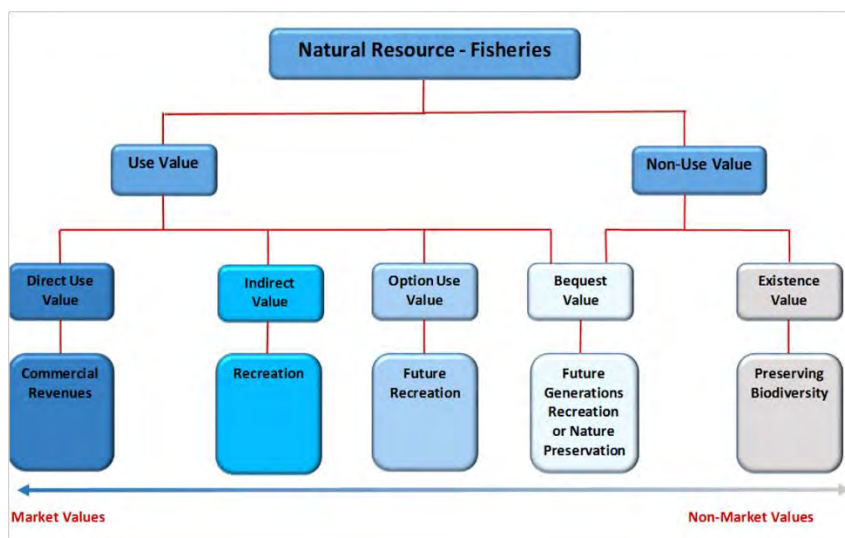 Natural Resource - Fisheries
Use Value
Non-Use Value
Direct Use
Value
Indirect
Value
Option Use
Value
Bequest
Value
Existence
Value
Commercial
Revenues
Recreation
Future
Recreation
Future
Generations
Recreation
or Nature
Preservation
Preserving
Biodiversity
Market Values
Non-Market Values